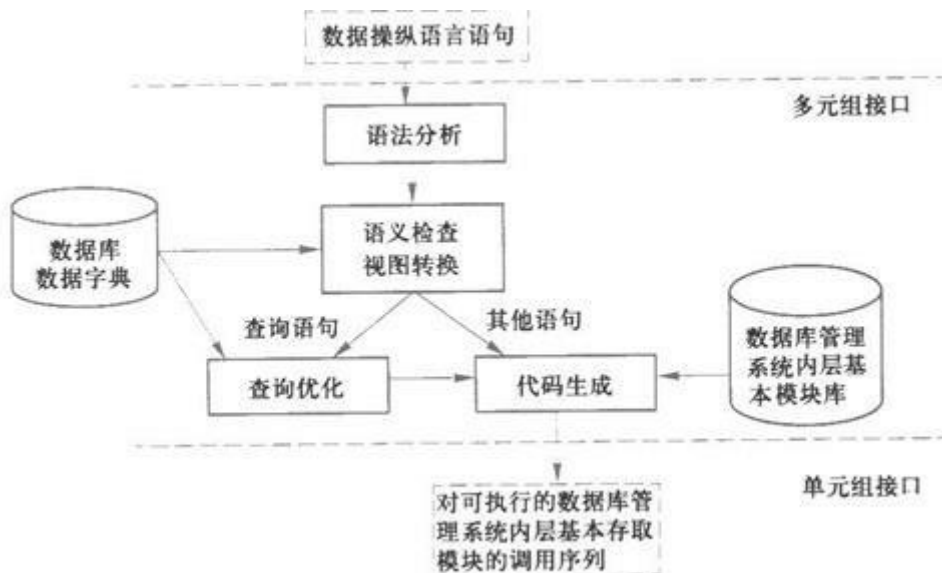 数据操纵语言语句
多元组接口
语法分析
数据库
数据字典
语义检查
视图转换
查询语句
其他语句
数据库管理
系统内层基
本模块库
查询优化
代码生成
单元组接口
对可执行的数据库管
理系统内层基本存取
模块的调用序列